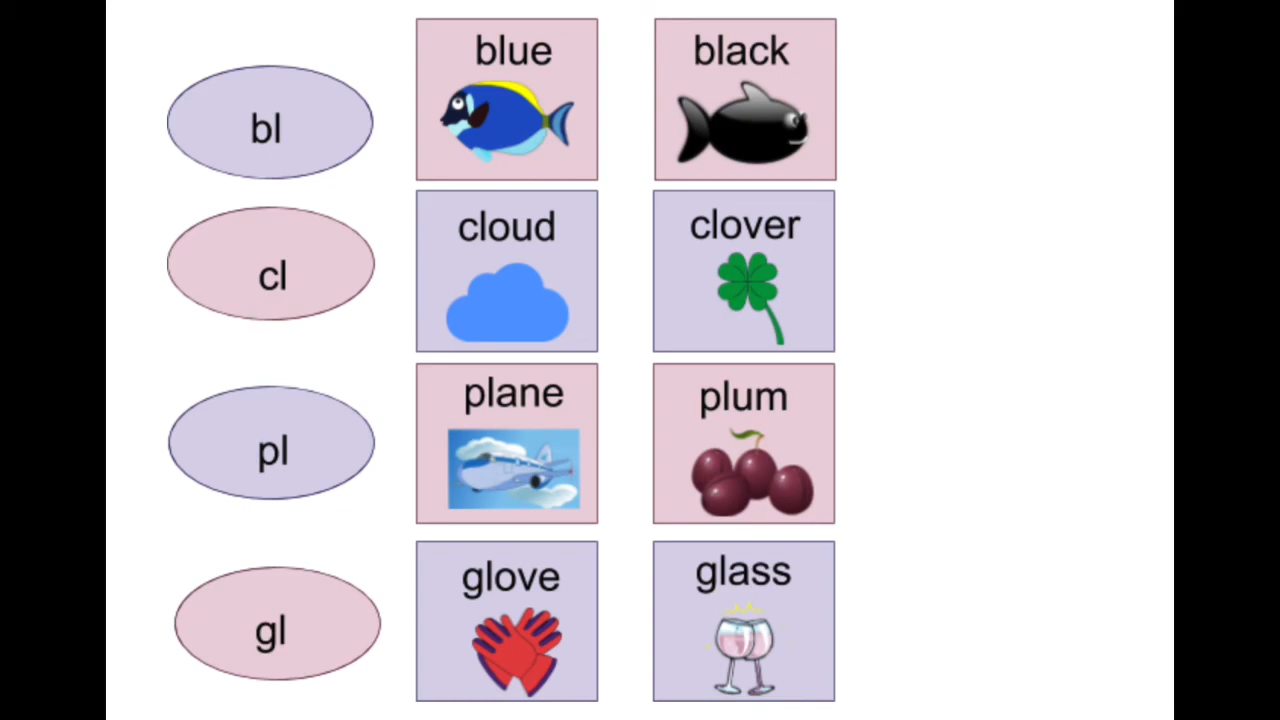 bl
blue
black
cl
cloud
clover
pl
plane
plum
gl
glove
glass